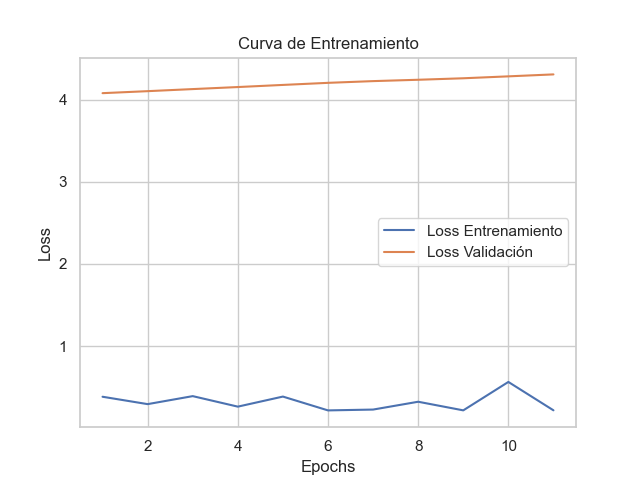 Curva de Entrenamiento
Loss
4
3
2
1
Loss Entrenamiento
Loss Validación
2
4
6
8
10
Epochs